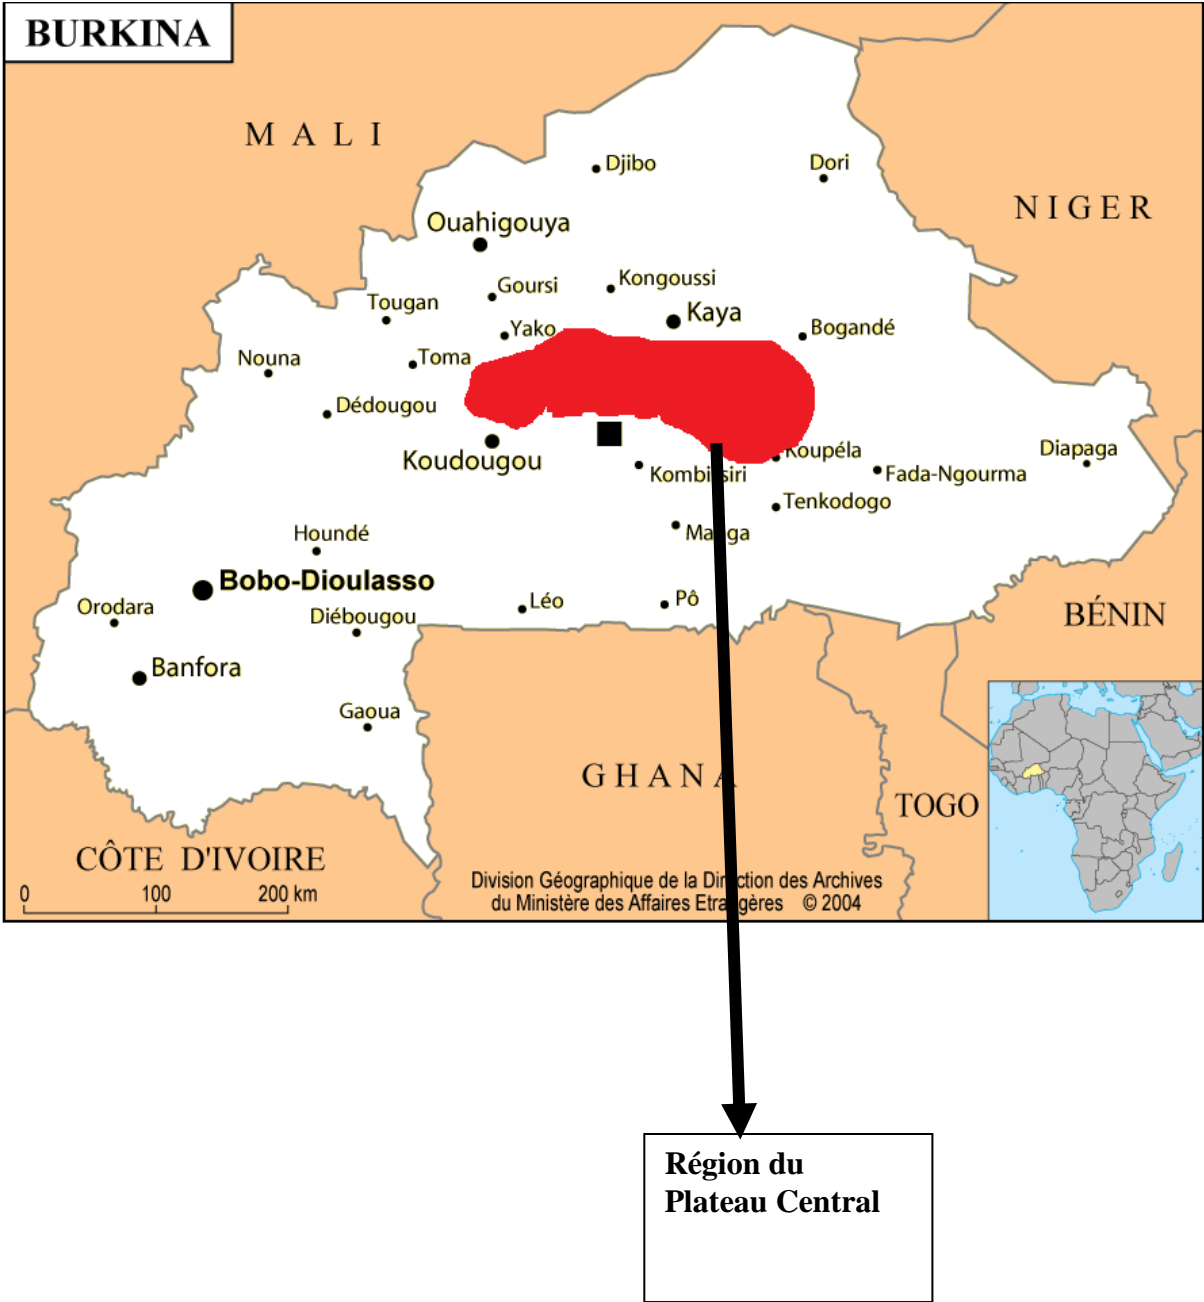 BURKINA
MALI
Djibo
Dori
NIGER
Ouahigouya
Goursi
Kongoussi
Tougan
Kaya
Yako
Bogandé
Nouna
Toma
Dédougou
Koudougou
Koupéla
Diapaga
Kombissiri
Fada-Ngourma
Tenkodogo
Houndé
Manga
Bobo-Dioulasso
Orodara
Diébougou
Léo
Pô
BÉNIN
Banfora
Gaoua
GHANA
TOGO
CÔTE D'IVOIRE
0 100 200 km
Division Géographique de la Direction des Archives
du Ministère des Affaires Etrangères © 2004
Région du
Plateau Central